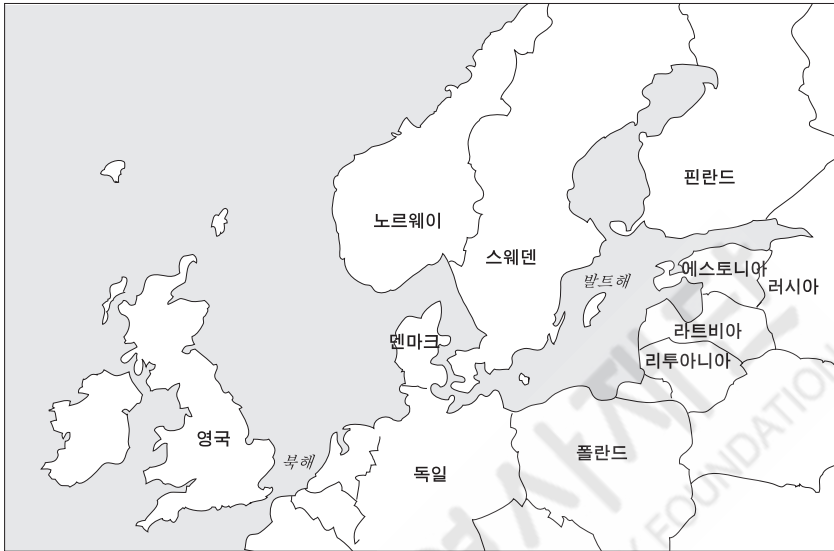 핀란드
노르웨이
스웨덴
발트해
에스토니아
러시아
덴마크
라트비아
리투아니아
영국
북해
독일
폴란드
FOUNDATION